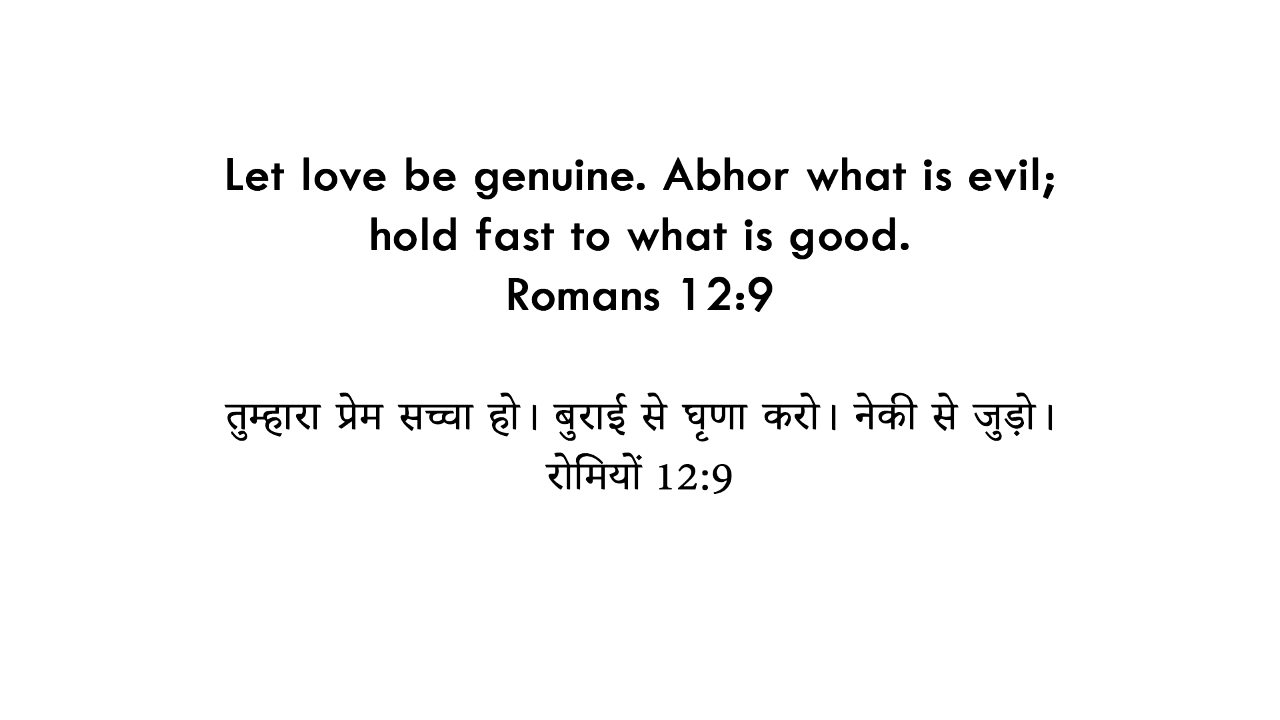 Let love be genuine. Abhor what is evil;
hold fast to what is good.
Romans 12:9
तुम्हारा प्रेम सच्चा हो। बुराई से घृणा करो। नेकी से जुड़ो।
रोमियों 12:9